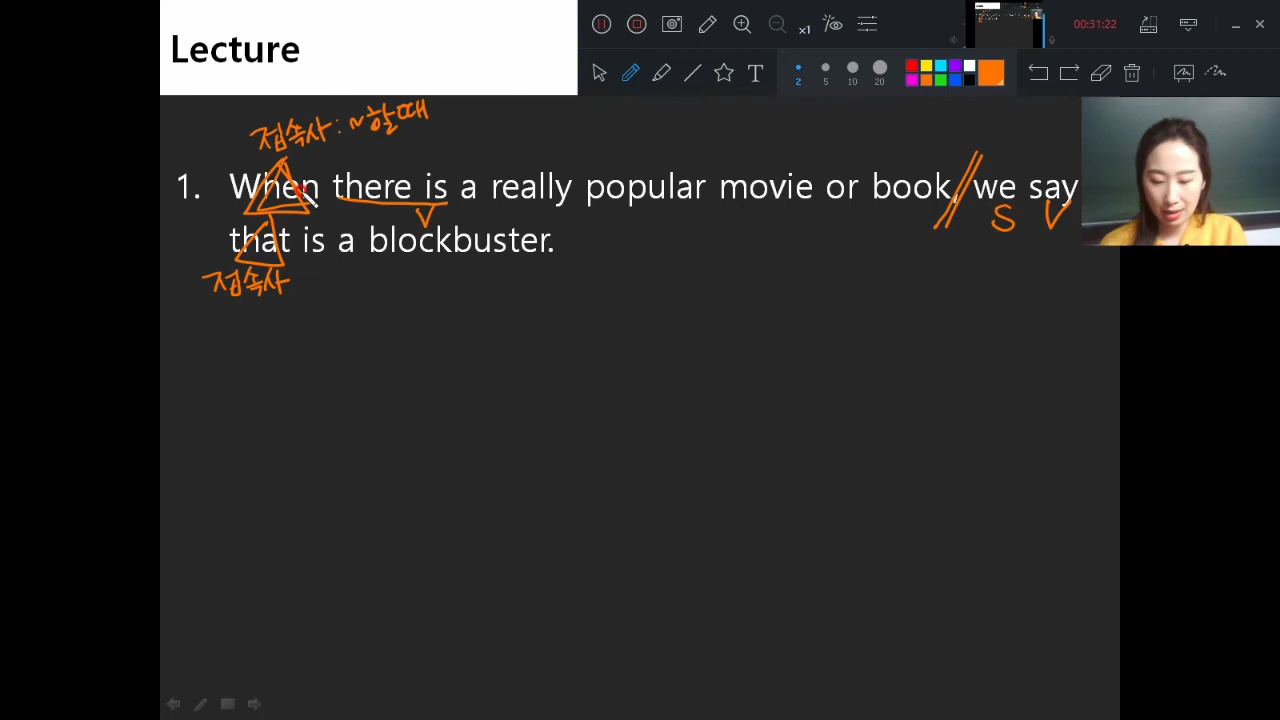 Lecture
x1
00:31:22
2 5 10 20
T
접속사: ~할때
1. When there is a really popular movie or book, we say
V
S V
that is a blockbuster.
접속사